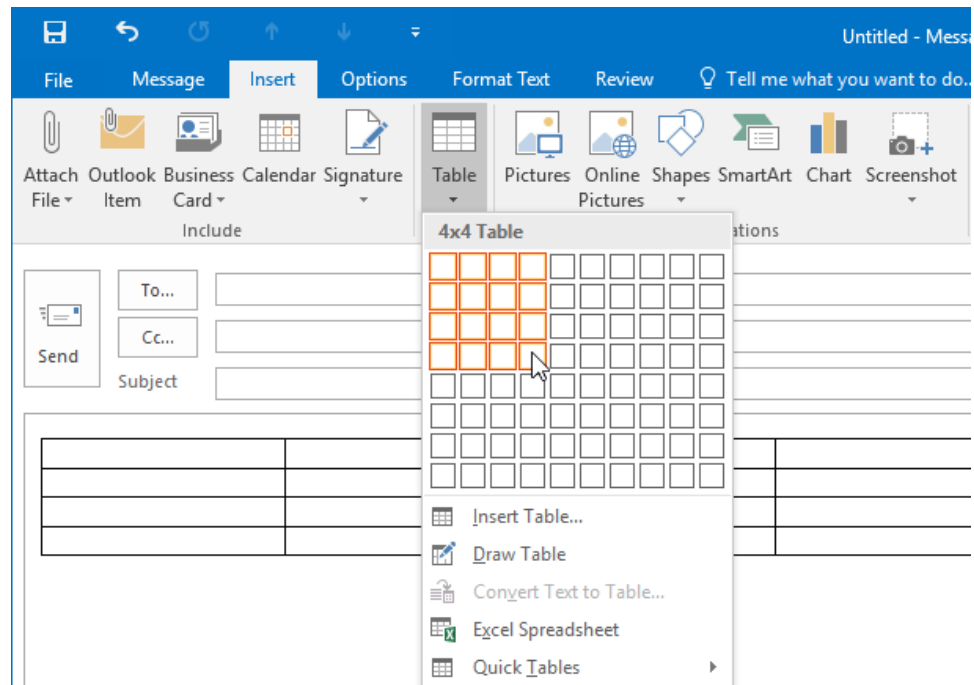 Untitled - Messa
File Message Insert Options Format Text Review Tell me what you want to do..
Attach File Outlook Item Business Card Calendar Signature Table Pictures Online Pictures Shapes SmartArt Chart Screenshot
Include ations
4x4 Table
To...
Cc...
Send
Subject
Insert Table...
Draw Table
Convert Text to Table...
Excel Spreadsheet
Quick Tables